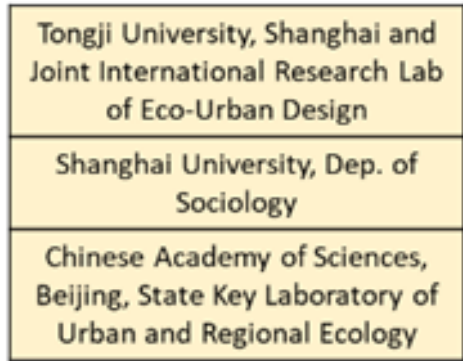 Tongji University, Shanghai and
Joint International Research Lab
of Eco-Urban Design
Shanghai University, Dep. of
Sociology
Chinese Academy of Sciences,
Beijing, State Key Laboratory of
Urban and Regional Ecology